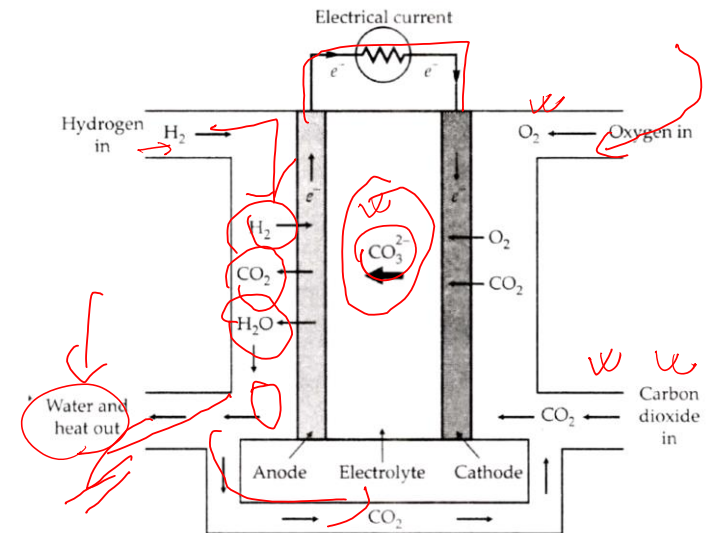 Electrical current
e⁻ e⁻
Hydrogen in
H₂
O₂
Oxygen in
e⁻
e⁻
H₂
CO₃²⁻
O₂
CO₂
CO₂
H₂O
Water and heat out
CO₂
Carbon dioxide in
Anode Electrolyte Cathode
CO₂